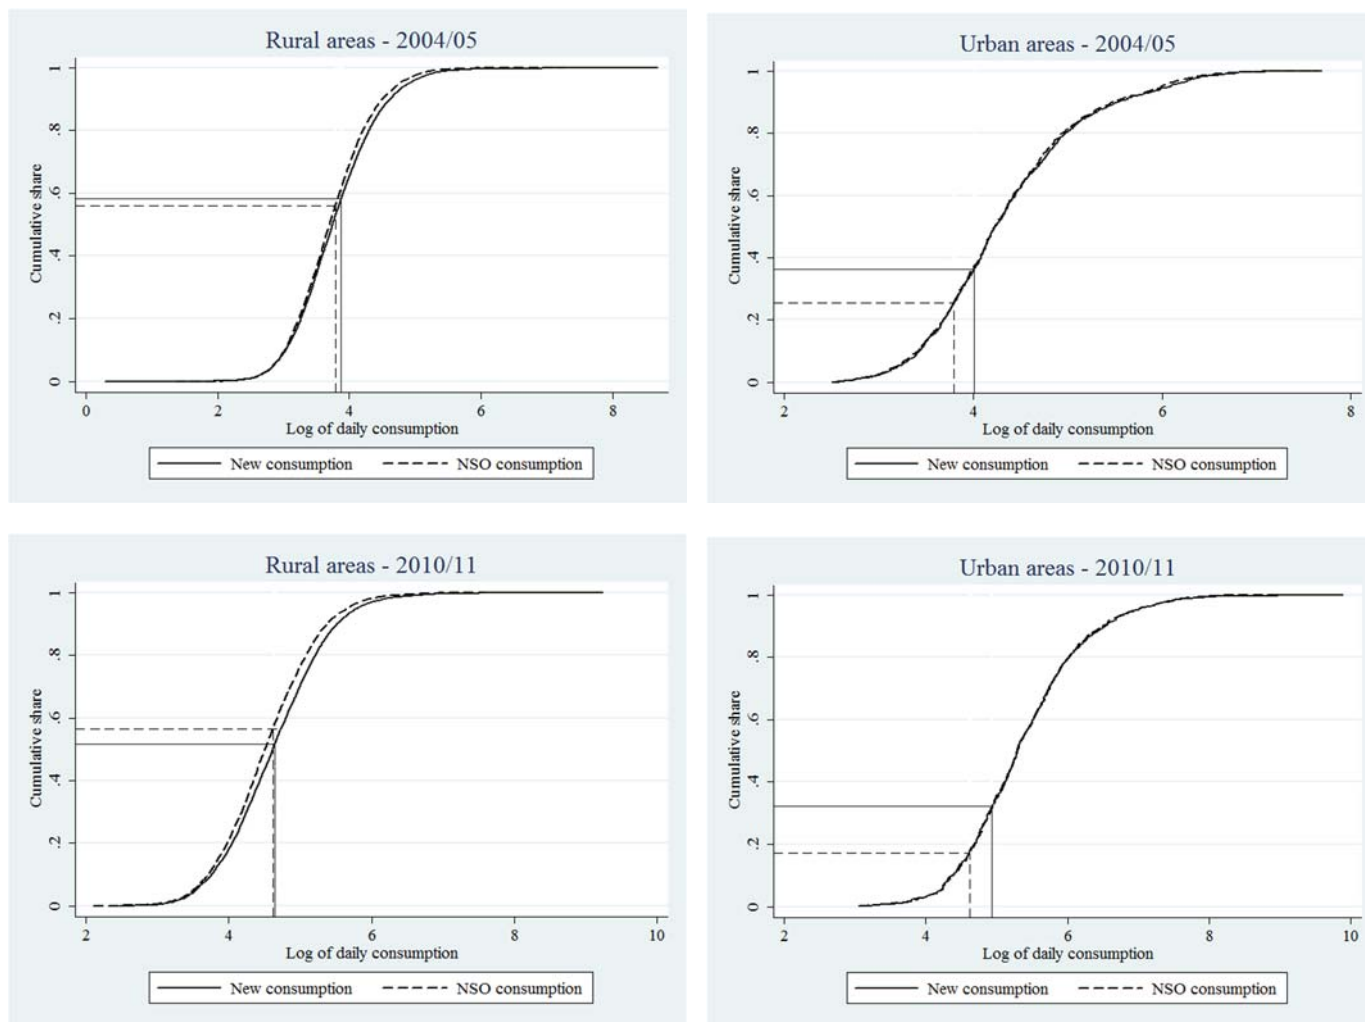 Rural areas - 2004/05
Cumulative share
1
.8
.6
.4
.2
0
0 2 4 6 8
Log of daily consumption
New consumption NSO consumption
Urban areas - 2004/05
Cumulative share
1
.8
.6
.4
.2
0
2 4 6 8
Log of daily consumption
New consumption NSO consumption
Rural areas - 2010/11
Cumulative share
1
.8
.6
.4
.2
0
2 4 6 8 10
Log of daily consumption
New consumption NSO consumption
Urban areas - 2010/11
Cumulative share
1
.8
.6
.4
.2
0
2 4 6 8 10
Log of daily consumption
New consumption NSO consumption